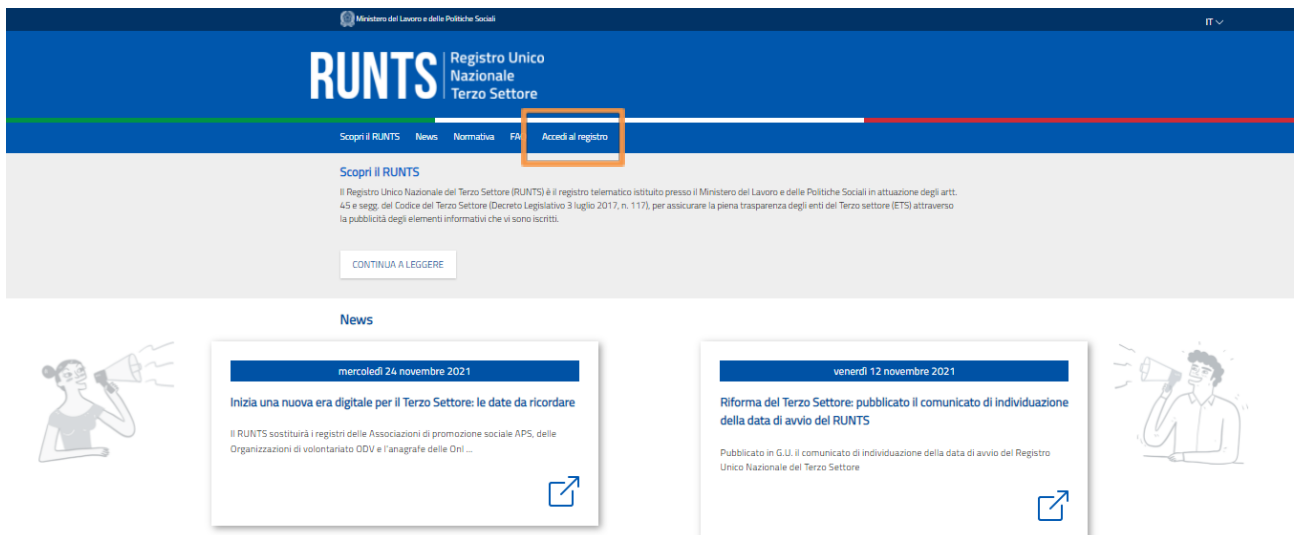 Ministero del Lavoro e delle Politiche Sociali
IT
RUNTS
Registro Unico
Nazionale
Terzo Settore
Scopri il RUNTS News Normativa FA Accedi al registro
Scopri il RUNTS
Il Registro Unico Nazionale del Terzo Settore (RUNTS) è il registro telematico istituito presso il Ministero del Lavoro e delle Politiche Sociali in attuazione degli artt.
45 e segg. del Codice del Terzo Settore (Decreto Legislativo 3 luglio 2017, n. 117), per assicurare la piena trasparenza degli enti del Terzo settore (ETS) attraverso
la pubblicità degli elementi informativi che vi sono iscritti.
CONTINUA A LEGGERE
News
mercoledì 24 novembre 2021
Inizia una nuova era digitale per il Terzo Settore: le date da ricordare
Il RUNTS sostituirà i registri delle Associazioni di promozione sociale APS, delle
Organizzazioni di volontariato ODV e l'anagrafe delle Onl ...
venerdì 12 novembre 2021
Riforma del Terzo Settore: pubblicato il comunicato di individuazione
della data di avvio del RUNTS
Pubblicato in G.U. il comunicato di individuazione della data di avvio del Registro
Unico Nazionale del Terzo Settore